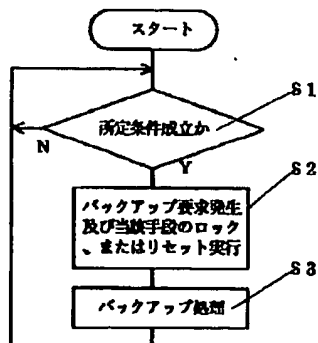 スタート
S1
所定条件成立か
N
Y
S2
バックアップ要求発生
及び当該手段のロック
、またはリセット実行
S3
バックアップ処理